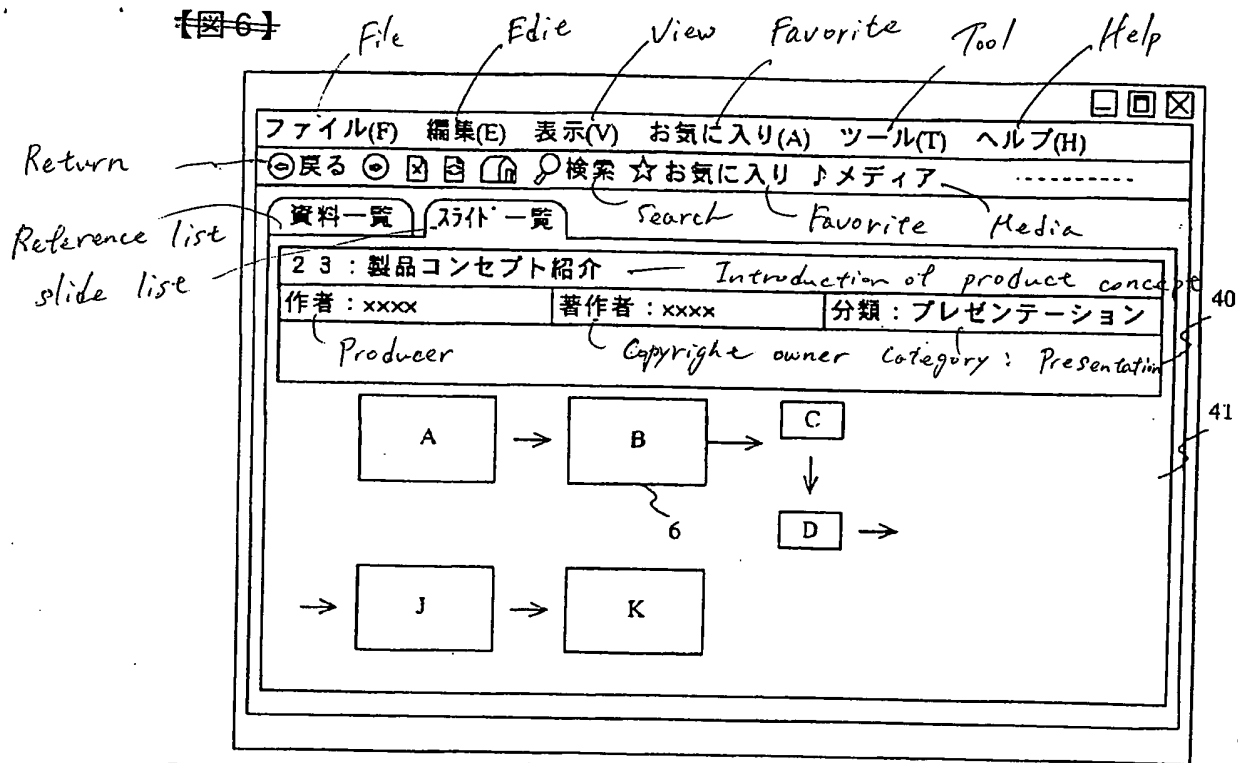 【図6】
File Edit View Favorite Tool Help
ファイル(F) 編集(E) 表示(V) お気に入り(A) ツール(T) ヘルプ(H)
Return
戻る 検索 ☆お気に入り ♪メディア ---------
Reference list
資料一覧 スライド一覧 Search Favorite Media
slide list
23:製品コンセプト紹介 Introduction of product concept
40
作者:xxxx 著作者:xxxx 分類:プレゼンテーション
Producer Copyright owner Category: Presentation
41
A → B → C
↓
6
D →
→ J → K